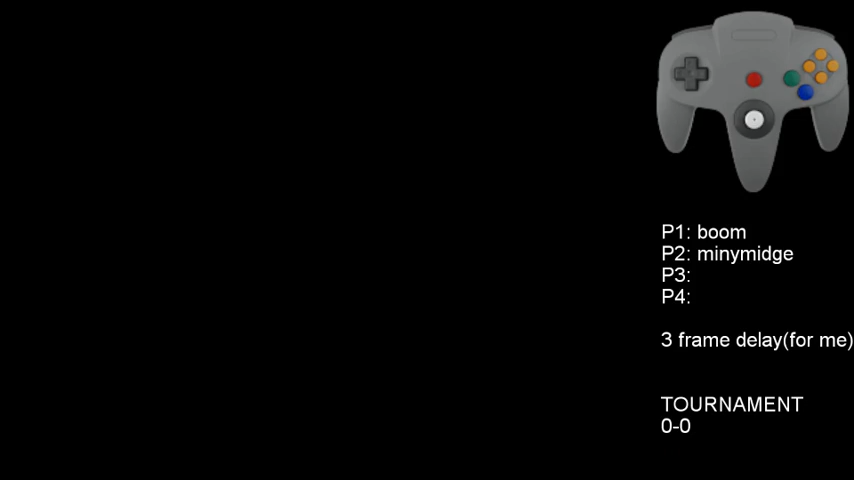 P1: boom
P2: minymidge
P3:
P4:
3 frame delay(for me)
TOURNAMENT
0-0